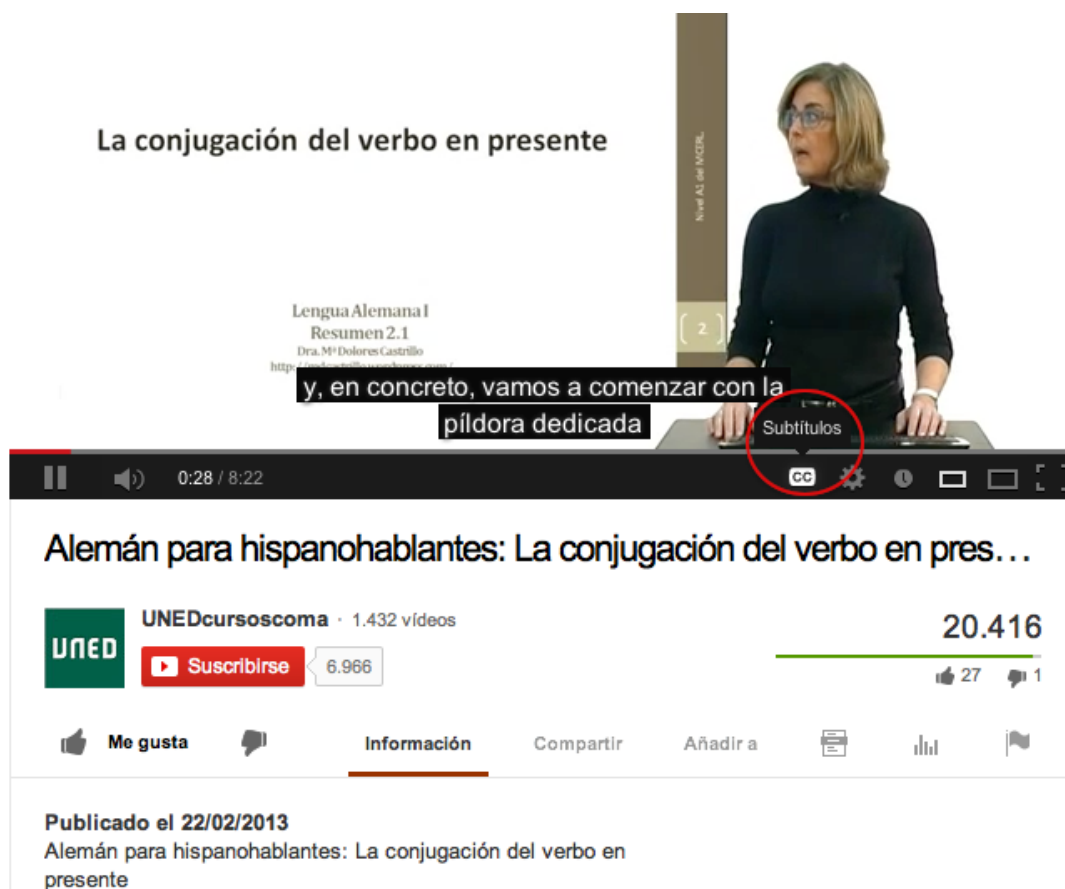 La conjugación del verbo en presente
Nivel A1 del MCERL.
2
Lengua Alemana I
Resumen 2.1
Dra. Mª Dolores Castrillo
y, en concreto, vamos a comenzar con la
píldora dedicada
Subtítulos
CC
0:28 / 8:22
Alemán para hispanohablantes: La conjugación del verbo en pres...
UNED
UNEDcursoscoma · 1.432 vídeos
Suscribirse 6.966
20.416
27 1
Me gusta
Información Compartir Añadir a
Publicado el 22/02/2013
Alemán para hispanohablantes: La conjugación del verbo en
presente